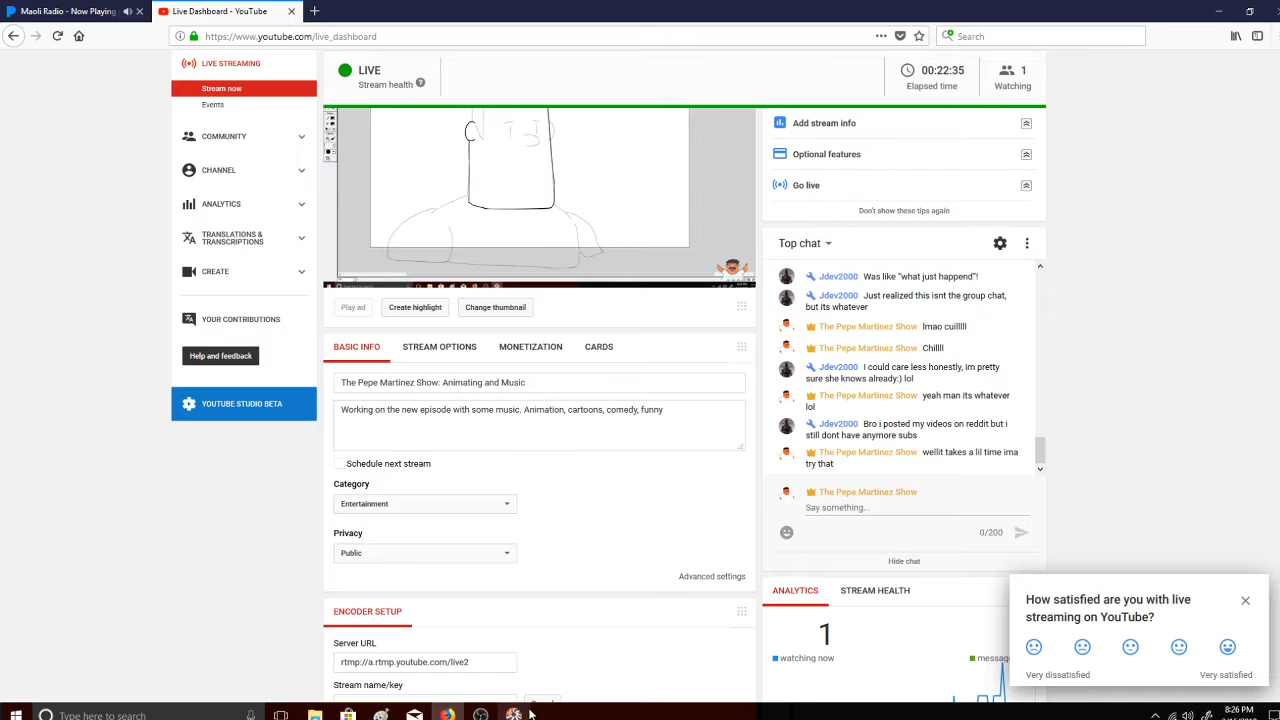 Maoli Radio - Now Playing
Live Dashboard - YouTube
https://www.youtube.com/live_dashboard
Search
LIVE STREAMING
Stream now
Events
COMMUNITY
CHANNEL
ANALYTICS
TRANSLATIONS &
TRANSCRIPTIONS
CREATE
YOUR CONTRIBUTIONS
Help and feedback
YOUTUBE STUDIO BETA
LIVE
Stream health
00:22:35
Elapsed time
1
Watching
Play ad
Create highlight
Change thumbnail
BASIC INFO
STREAM OPTIONS
MONETIZATION
CARDS
The Pepe Martinez Show: Animating and Music
Working on the new episode with some music. Animation, cartoons, comedy, funny
Schedule next stream
Category
Entertainment
Privacy
Public
Advanced settings
ENCODER SETUP
Server URL
rtmp://a.rtmp.youtube.com/live2
Stream name/key
Add stream info
Optional features
Go live
Don't show these tips again
Top chat
Jdev2000 Was like "what just happend"!
Jdev2000 Just realized this isnt the group chat,
but its whatever
The Pepe Martinez Show lmao cuilllll
The Pepe Martinez Show Chillll
Jdev2000 I could care less honestly, im pretty
sure she knows already:) lol
The Pepe Martinez Show yeah man its whatever
lol
Jdev2000 Bro i posted my videos on reddit but i
still dont have anymore subs
The Pepe Martinez Show wellit takes a lil time ima
try that
The Pepe Martinez Show
Say something...
0/200
Hide chat
ANALYTICS
STREAM HEALTH
1
watching now
messag
How satisfied are you with live
streaming on YouTube?
Very dissatisfied
Very satisfied
Type here to search
8:26 PM